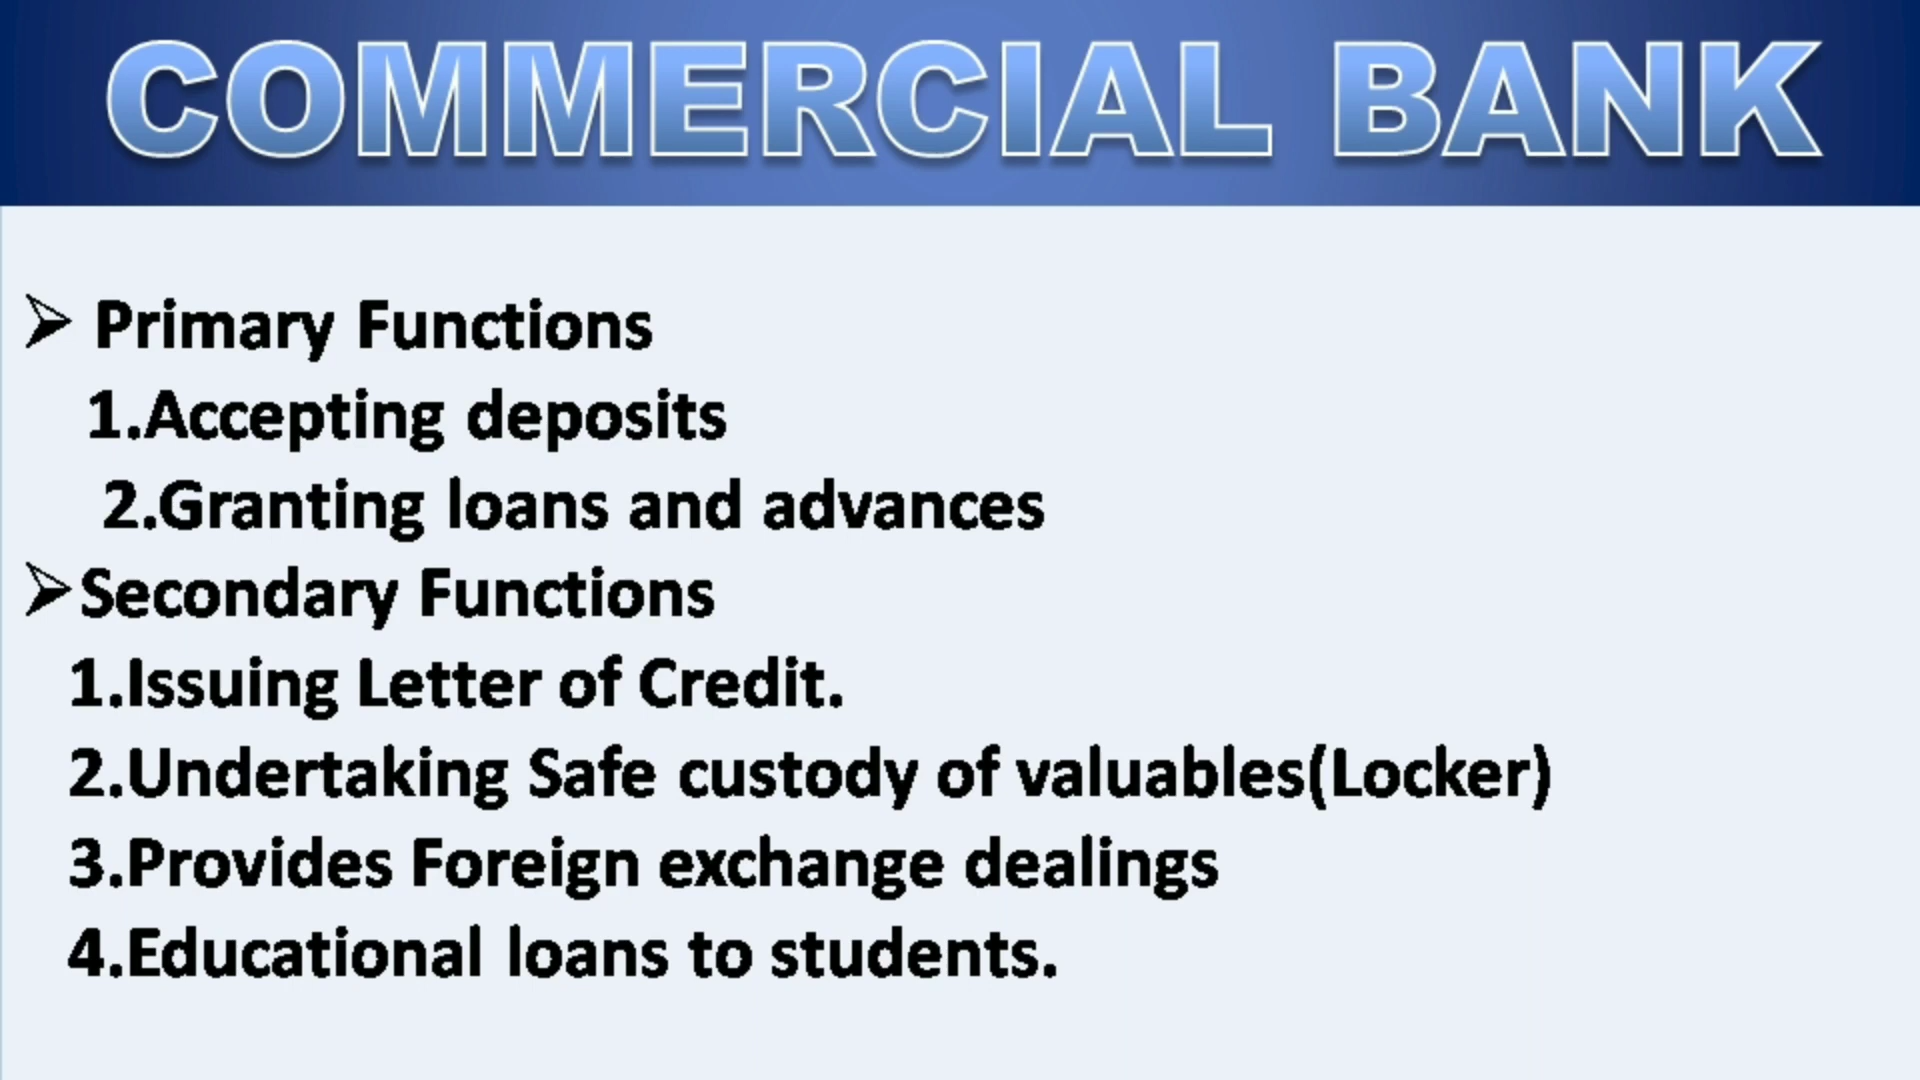 COMMERCIAL BANK
➢ Primary Functions
1.Accepting deposits
2.Granting loans and advances
➢Secondary Functions
1.Issuing Letter of Credit.
2.Undertaking Safe custody of valuables(Locker)
3.Provides Foreign exchange dealings
4.Educational loans to students.